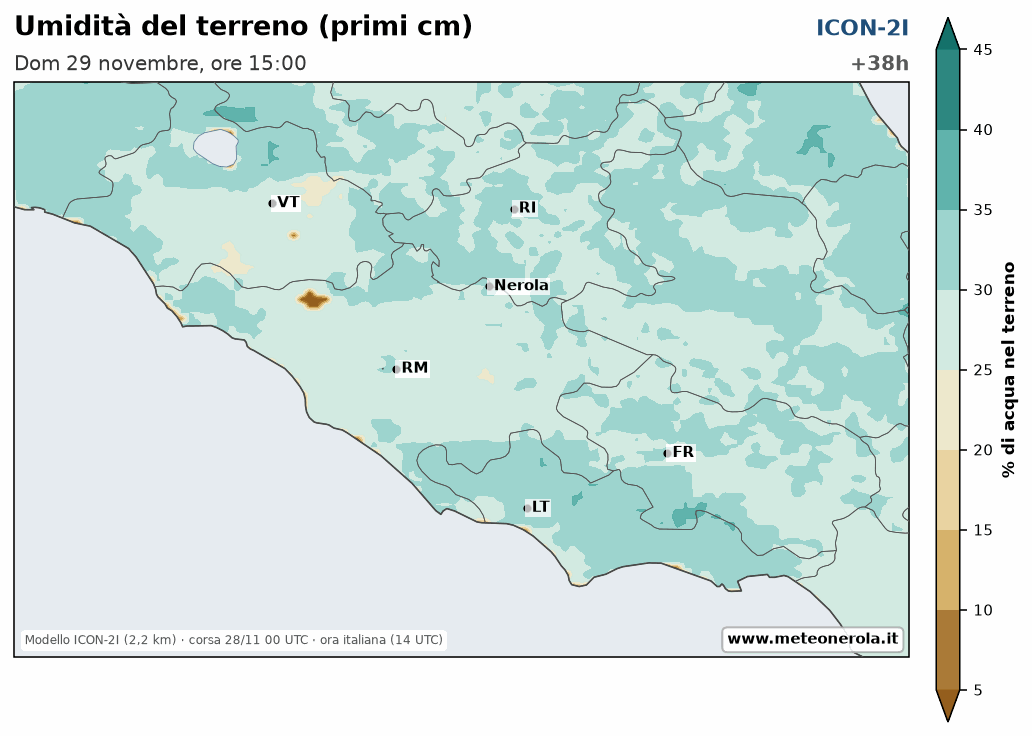 Umidità del terreno (primi cm)
ICON-2I
Dom 29 novembre, ore 15:00
+38h
45
40
35
30
25
20
15
10
5
% di acqua nel terreno
VT
RI
Nerola
RM
FR
LT
Modello ICON-2I (2,2 km) · corsa 28/11 00 UTC · ora italiana (14 UTC)
www.meteonerola.it